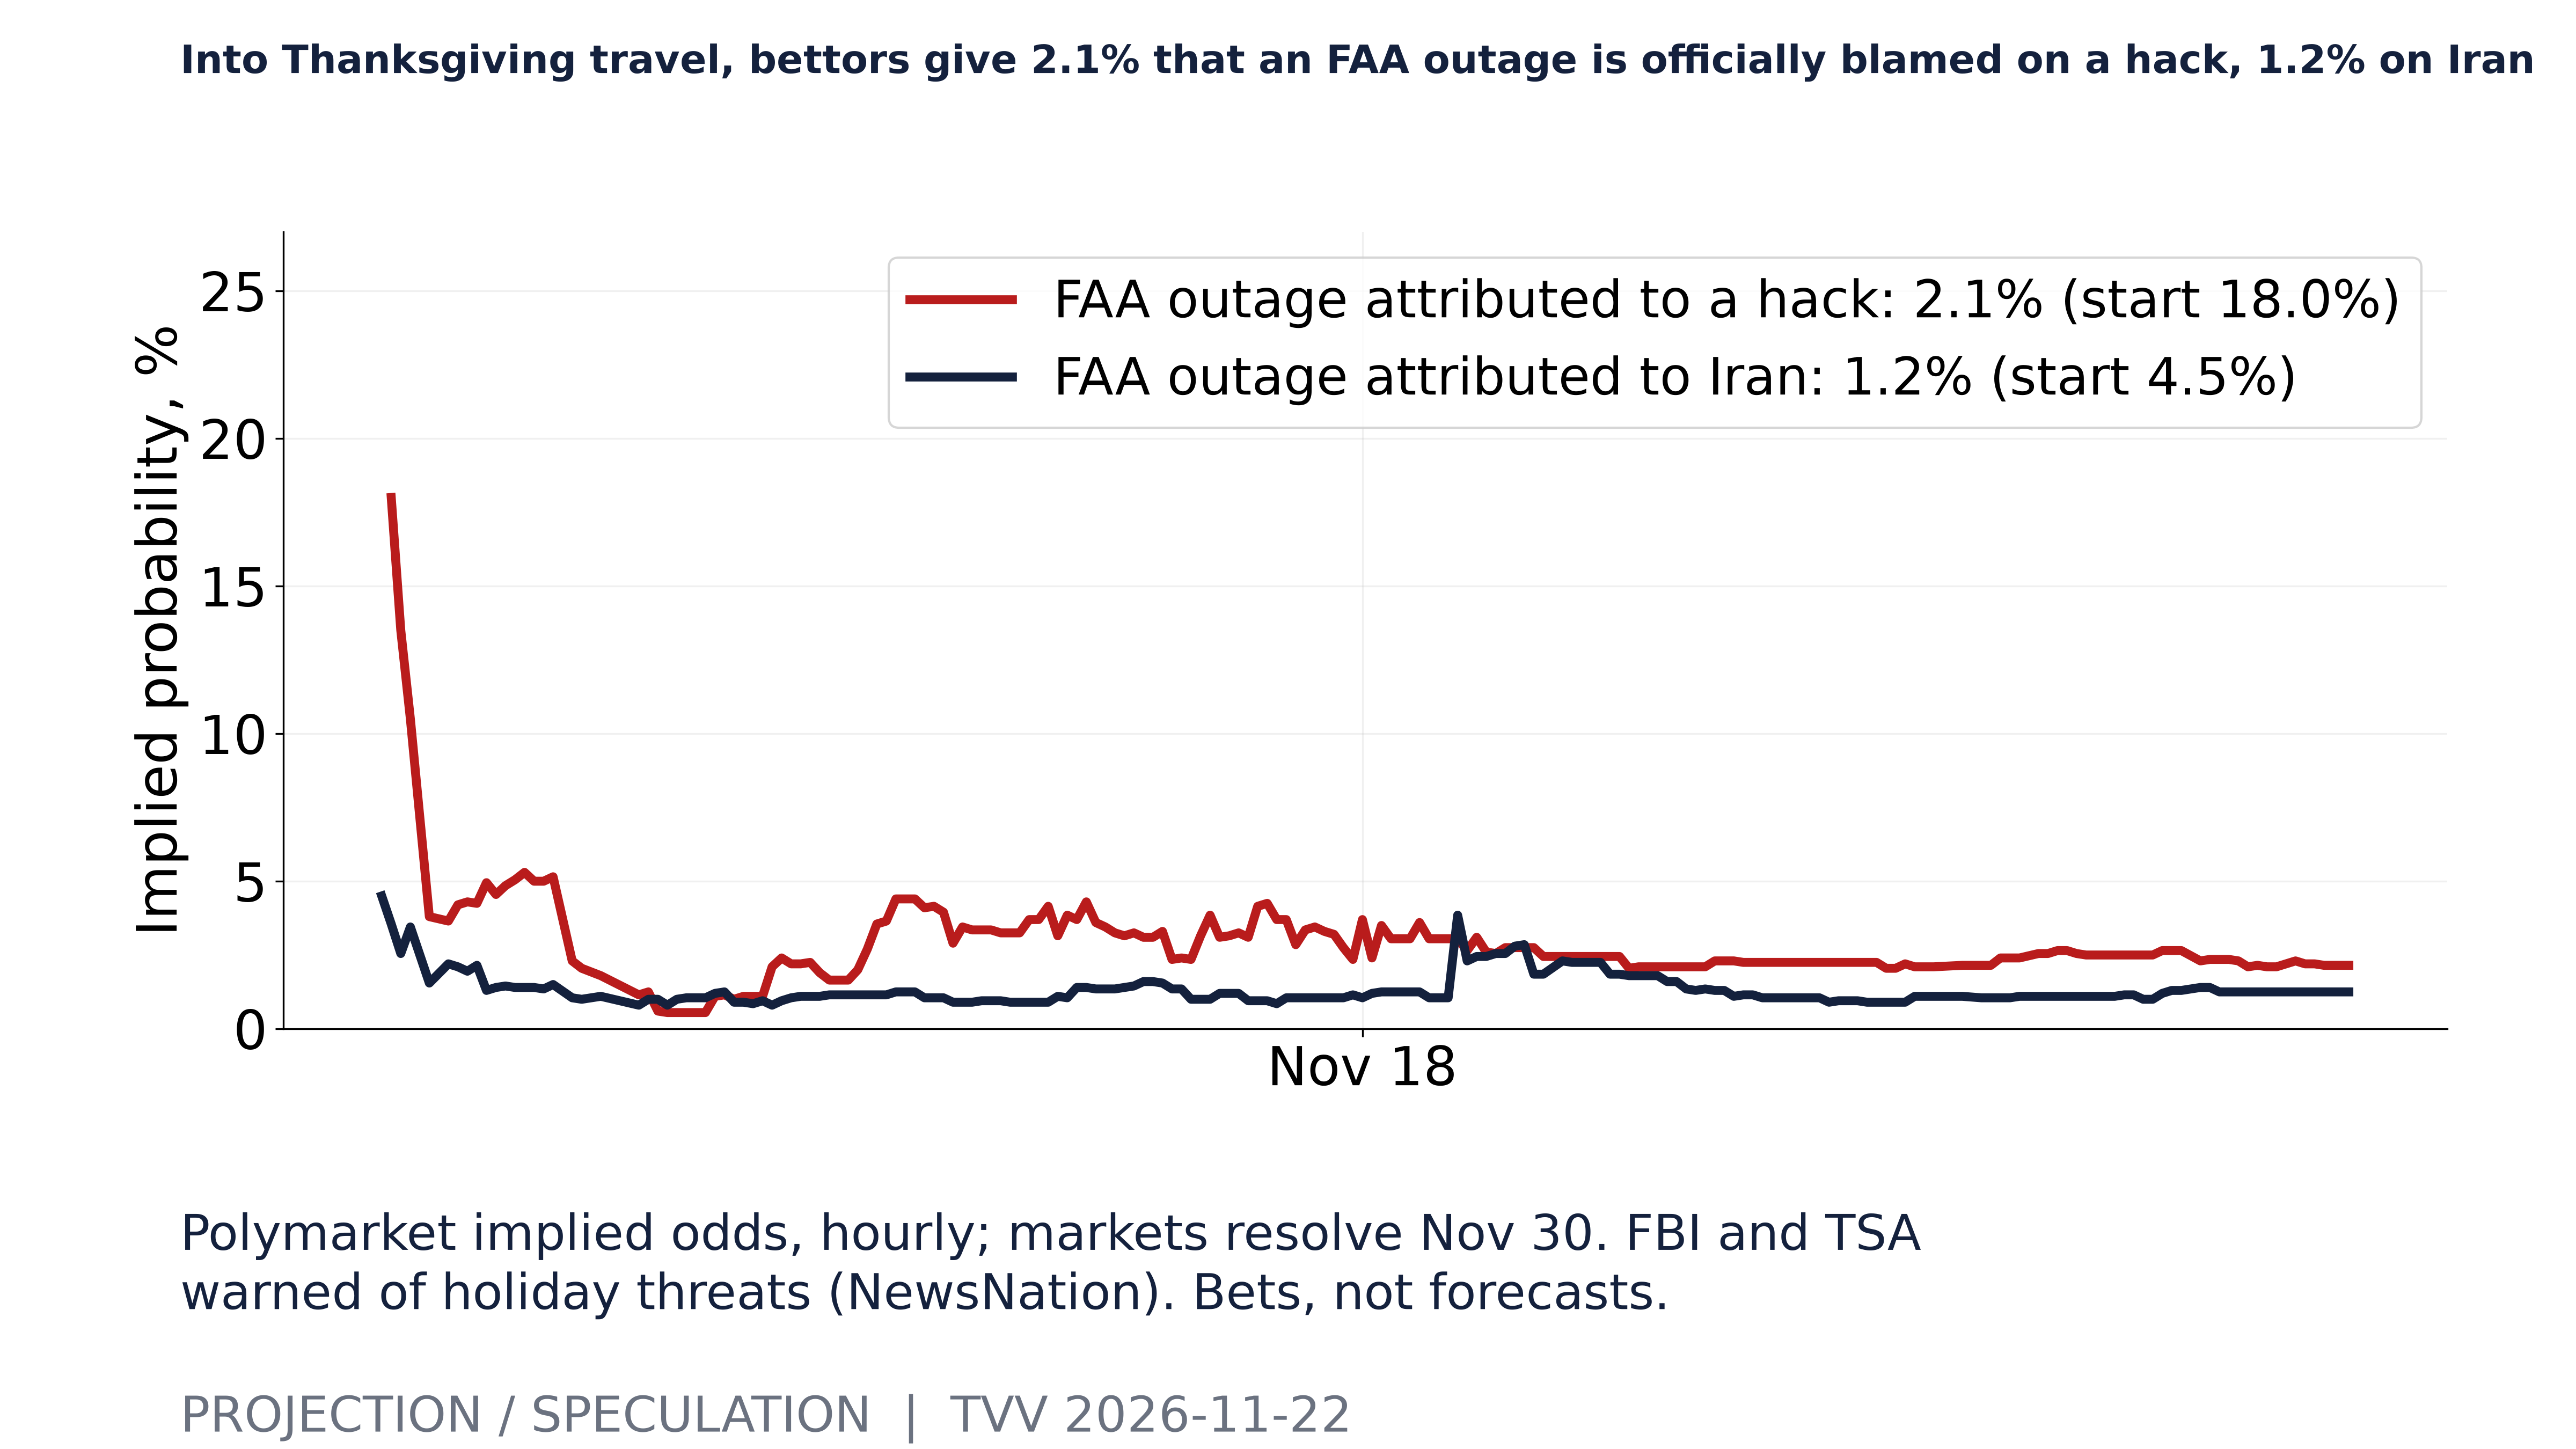 Into Thanksgiving travel, bettors give 2.1% that an FAA outage is officially blamed on a hack, 1.2% on Iran
Implied probability, %
25
20
15
10
5
0
FAA outage attributed to a hack: 2.1% (start 18.0%)
FAA outage attributed to Iran: 1.2% (start 4.5%)
Nov 18
Polymarket implied odds, hourly; markets resolve Nov 30. FBI and TSA
warned of holiday threats (NewsNation). Bets, not forecasts.
PROJECTION / SPECULATION | TVV 2026-11-22